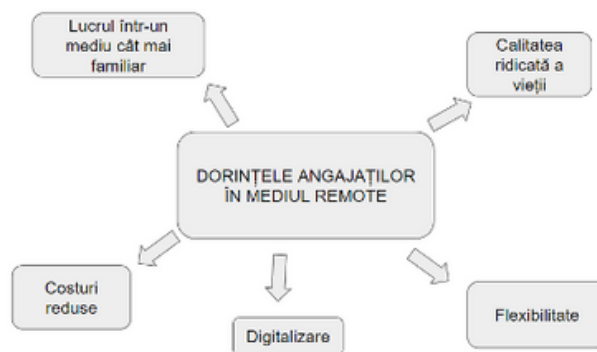 Lucrul într-un
mediu cât mai
familiar
Calitatea
ridicată a
vieții
DORINȚELE ANGAJAȚILOR
ÎN MEDIUL REMOTE
Costuri
reduse
Digitalizare
Flexibilitate